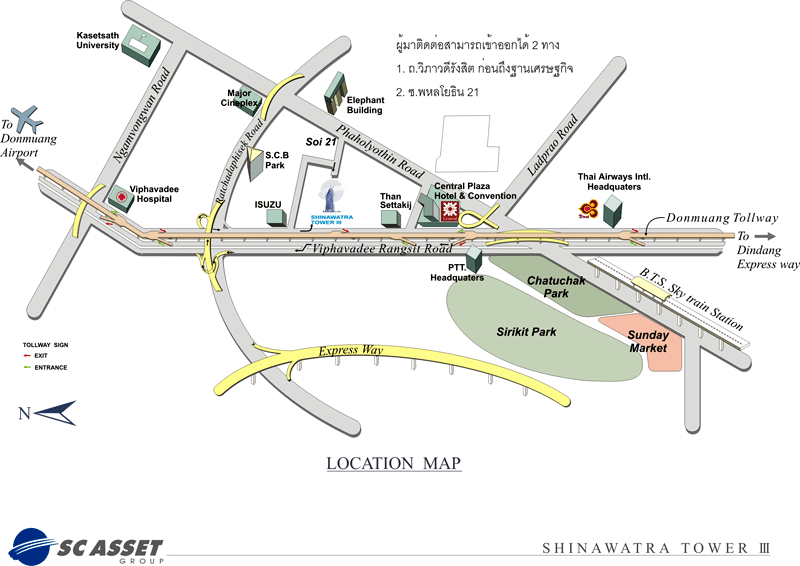 Kasetsath
University
ผู้มาติดต่อสามารถเข้าออกได้ 2 ทาง
1. ถ.วิภาวดีรังสิต ก่อนถึงฐานเศรษฐกิจ
2. ซ.พหลโยธิน 21
Major
Cineplex
Elephant
Building
Ngamvongwan Road
Ratchadaphisek Road
Phaholyothin Road
Ladprao Road
To
Donmuang
Airport
Soi 21
S.C.B
Park
Viphavadee
Hospital
ISUZU
SHINAWATRA
TOWER III
Than
Settakij
Central Plaza
Hotel & Convention
Thai Airways Intl.
Headquaters
Donmuang Tollway
To
Dindang
Express way
Viphavadee Rangsit Road
PTT.
Headquaters
Chatuchak
Park
B.T.S. Sky train Station
Sirikit Park
Sunday
Market
Express Way
TOLLWAY SIGN
EXIT
ENTRANCE
N
LOCATION MAP
SC ASSET
GROUP
SHINAWATRA TOWER III